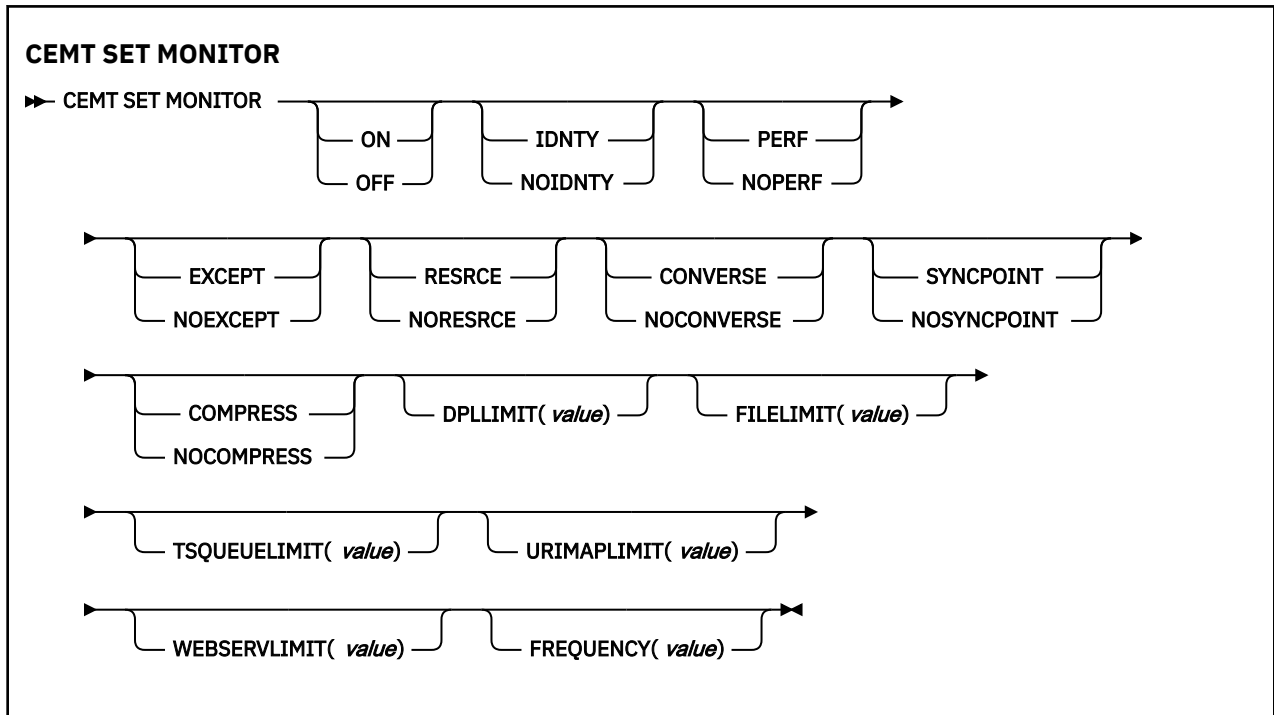 CEMT SET MONITOR
CEMT SET MONITOR
ON IDNTY PERF
OFF NOIDNTY NOPERF
EXCEPT RESRCE CONVERSE SYNCPOINT
NOEXCEPT NORESRCE NOCONVERSE NOSYNCPOINT
COMPRESS DPLLIMIT( value) FILELIMIT( value)
NOCOMPRESS
TSQUEUELIMIT( value) URIMAPLIMIT( value)
WEBSERVLIMIT( value) FREQUENCY( value)